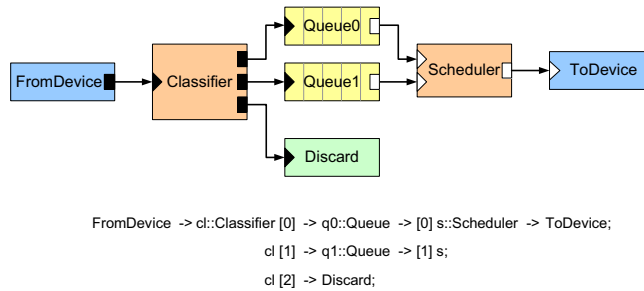 Queue0
FromDevice Classifier Queue1 Scheduler ToDevice
Discard
FromDevice -> cl::Classifier [0] -> q0::Queue -> [0] s::Scheduler -> ToDevice;
cl [1] -> q1::Queue -> [1] s;
cl [2] -> Discard;